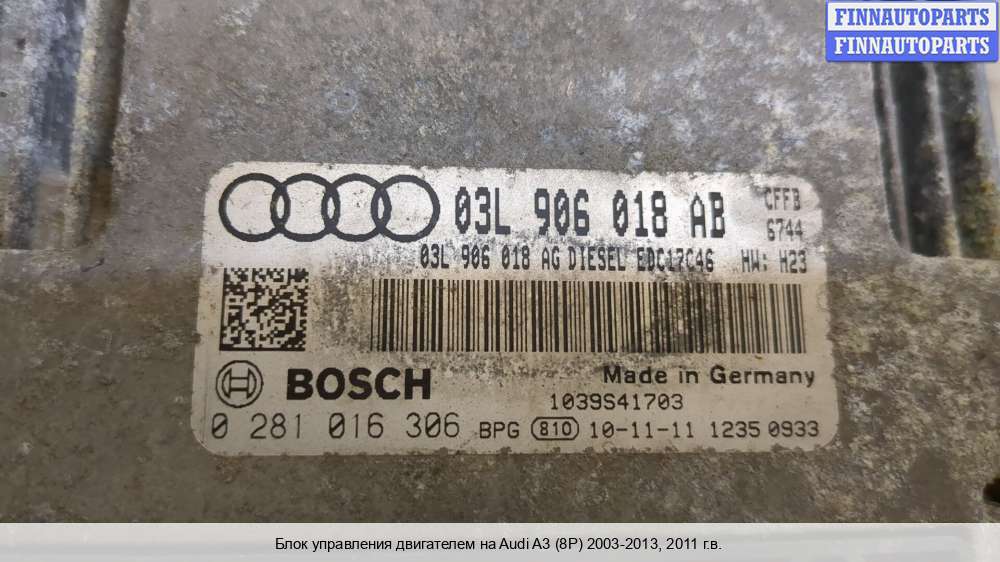 FINNAUTOPARTS
FINNAUTOPARTS
03L 906 018 AB
CFFB
6744
03L 906 018 AG DIESEL EDC17C46 HW: H23
BOSCH
Made in Germany
1039S41703
0 281 016 306 BPG 810 10-11-11 1235 0933
Блок управления двигателем на Audi A3 (8P) 2003-2013, 2011 г.в.